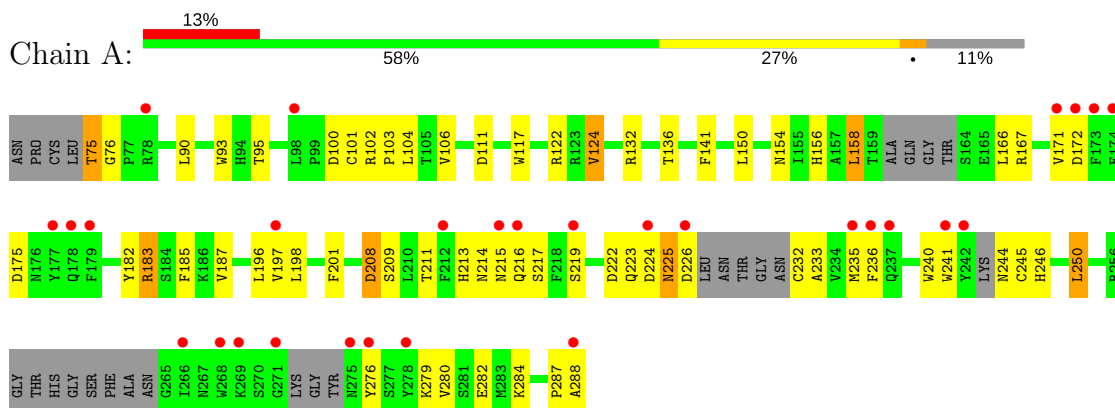 13%
Chain A:
58% 27% • 11%
ASN PRO CYS LEU T75 G76 P77 R78 L90 W93 H94 T95 L98 P99 D100 C101 R102 P103 L104 T105 V106 D111 W117 R122 R123 V124 R132 T136 F141 L150 N154 I155 H156 A157 L158 T159 ALA GLN GLY THR S164 E165 L166 R167 V171 D172 F173
D175 N176 Y177 Q178 F179 Y182 R183 S184 F185 K186 V187 L196 V197 L198 F201 D208 S209 L210 T211 F212 H213 N214 N215 Q216 S217 F218 S219 D222 Q223 D224 N225 D226 LEU ASN THR GLY ASN C232 A233 V234 M235 F236 Q237 W240 W241 Y242 LYS N244 C245 H246 L250
GLY THR HIS GLY SER PHE ALA ASN G265 I266 N267 W268 K269 S270 G271 LYS GLY TYR N275 Y276 S277 Y278 K279 V280 S281 E282 M283 K284 P287 A288